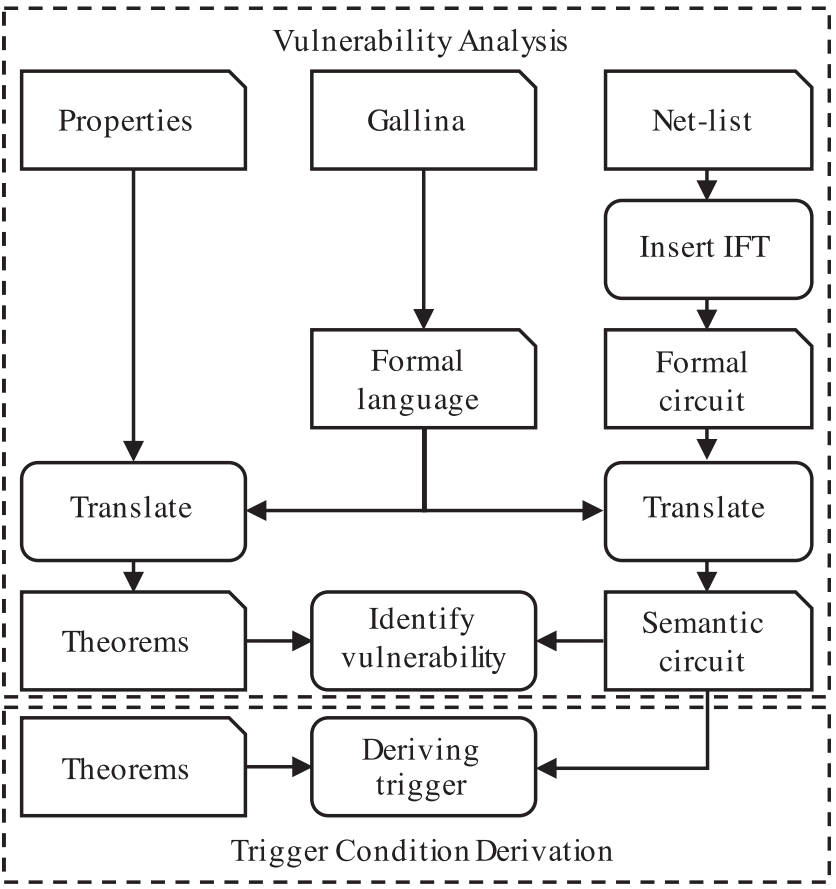 Vulnerability Analysis
Properties
Gallina
Net-list
Insert IFT
Formal
language
Formal
circuit
Translate
Translate
Theorems
Identify
vulnerability
Semantic
circuit
Theorems
Deriving
trigger
Trigger Condition Derivation